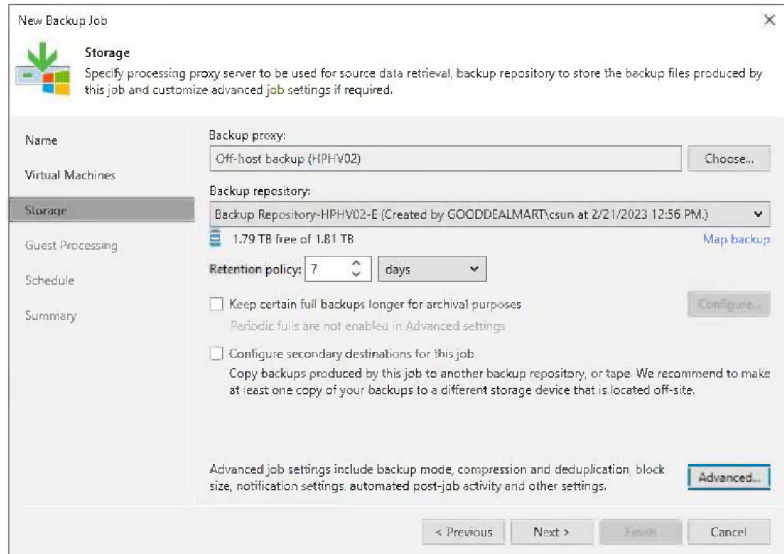 New Backup Job
Storage
Specify processing proxy server to be used for source data retrieval, backup repository to store the backup files produced by
this job and customize advanced job settings if required.
Name
Virtual Machines
Storage
Guest Processing
Schedule
Summary
Backup proxy:
Off-host backup (HPHV02)
Choose...
Backup repository:
Backup Repository-HPHV02-E (Created by GOODDEALMART\csun at 2/21/2023 12:56 PM.)
1.79 TB free of 1.81 TB
Map backup
Retention policy: 7 days
Keep certain full backups longer for archival purposes
Configure...
Periodic fulls are not enabled in Advanced settings
Configure secondary destinations for this job
Copy backups produced by this job to another backup repository, or tape. We recommend to make
at least one copy of your backups to a different storage device that is located off-site.
Advanced job settings include backup mode, compression and deduplication, block
size, notification settings, automated post-job activity and other settings.
Advanced...
< Previous
Next >
Finish
Cancel